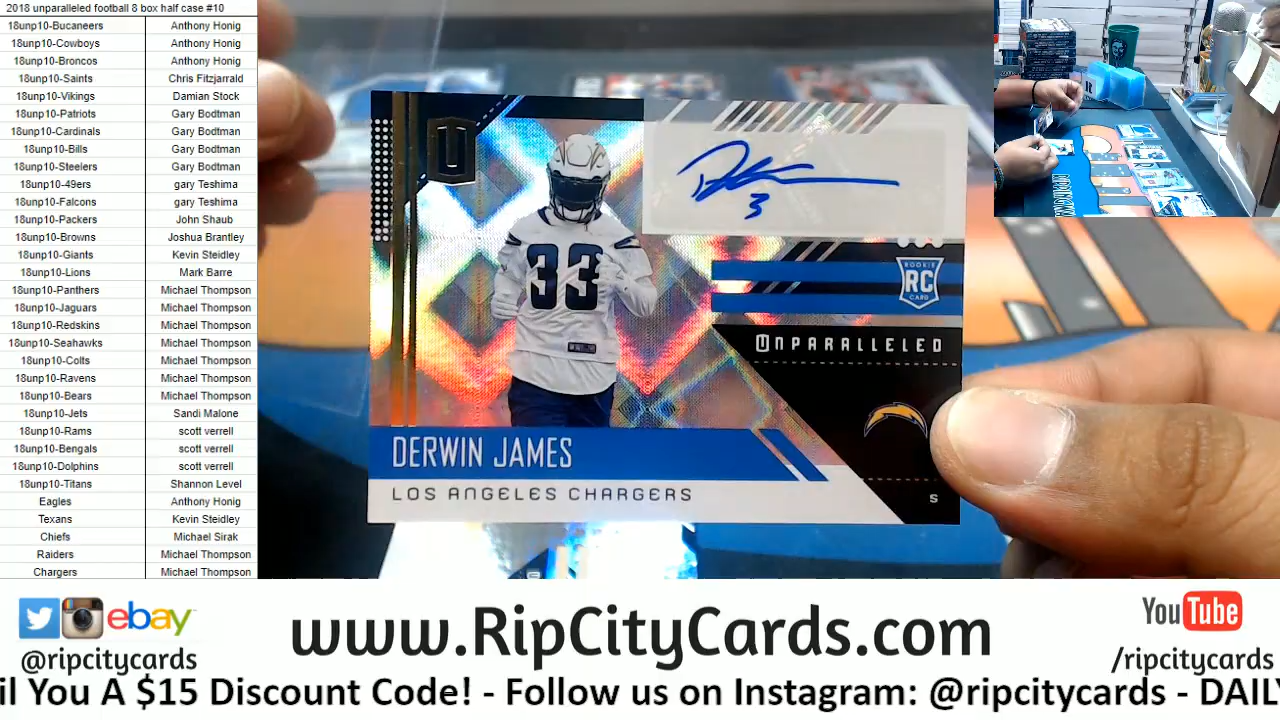 2018 unparalleled football 8 box half case #10
18unp10-Bucaneers Anthony Honig
18unp10-Cowboys Anthony Honig
18unp10-Broncos Anthony Honig
18unp10-Saints Chris Fitzjarrald
18unp10-Vikings Damian Stock
18unp10-Patriots Gary Bodtman
18unp10-Cardinals Gary Bodtman
18unp10-Bills Gary Bodtman
18unp10-Steelers Gary Bodtman
18unp10-49ers gary Teshima
18unp10-Falcons gary Teshima
18unp10-Packers John Shaub
18unp10-Browns Joshua Brantley
18unp10-Giants Kevin Steidley
18unp10-Lions Mark Barre
18unp10-Panthers Michael Thompson
18unp10-Jaguars Michael Thompson
18unp10-Redskins Michael Thompson
18unp10-Seahawks Michael Thompson
18unp10-Colts Michael Thompson
18unp10-Ravens Michael Thompson
18unp10-Bears Michael Thompson
18unp10-Jets Sandi Malone
18unp10-Rams scott verrell
18unp10-Bengals scott verrell
18unp10-Dolphins scott verrell
18unp10-Titans Shannon Level
Eagles Anthony Honig
Texans Kevin Steidley
Chiefs Michael Sirak
Raiders Michael Thompson
Chargers Michael Thompson
U
33
3
ROOKIE
RC
CARD
UNPARALLELED
DERWIN JAMES
LOS ANGELES CHARGERS
S
ebay
@ripcitycards
www.RipCityCards.com
YouTube
/ripcitycards
il You A $15 Discount Code! - Follow us on Instagram: @ripcitycards - DAILY